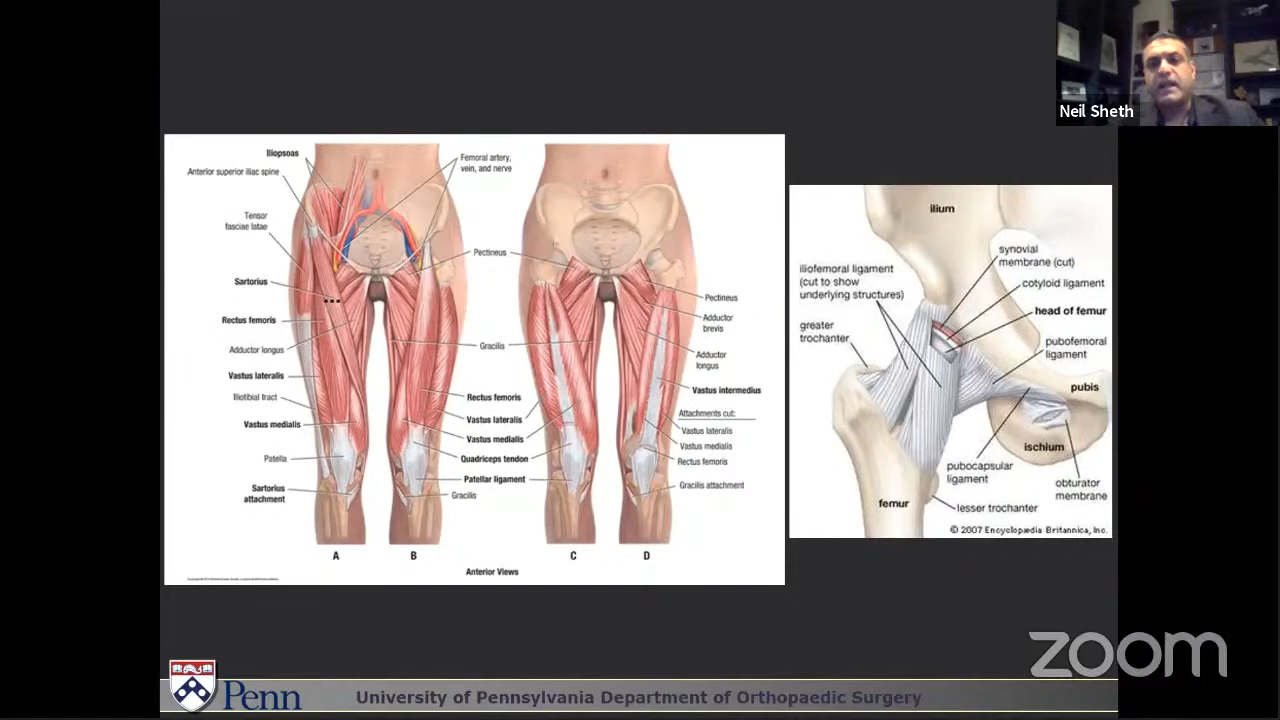 Neil Sheth
Iliopsoas
Anterior superior iliac spine
Tensor
fasciae latae
Sartorius
Rectus femoris
Adductor longus
Vastus lateralis
Iliotibial tract
Vastus medialis
Patella
Sartorius
attachment
Femoral artery,
vein, and nerve
Pectineus
Gracilis
Rectus femoris
Vastus lateralis
Vastus medialis
Quadriceps tendon
Patellar ligament
Gracilis
Pectineus
Adductor
brevis
Adductor
longus
Vastus intermedius
Attachments cut:
Vastus lateralis
Vastus medialis
Rectus femoris
Gracilis attachment
A
B
C
D
Anterior Views
ilium
synovial
membrane (cut)
iliofemoral ligament
(cut to show
underlying structures)
cotyloid ligament
head of femur
greater
trochanter
pubofemoral
ligament
pubis
ischium
pubocapsular
ligament
obturator
membrane
femur
lesser trochanter
© 2007 Encyclopædia Britannica, Inc.
zoom
Penn
University of Pennsylvania Department of Orthopaedic Surgery